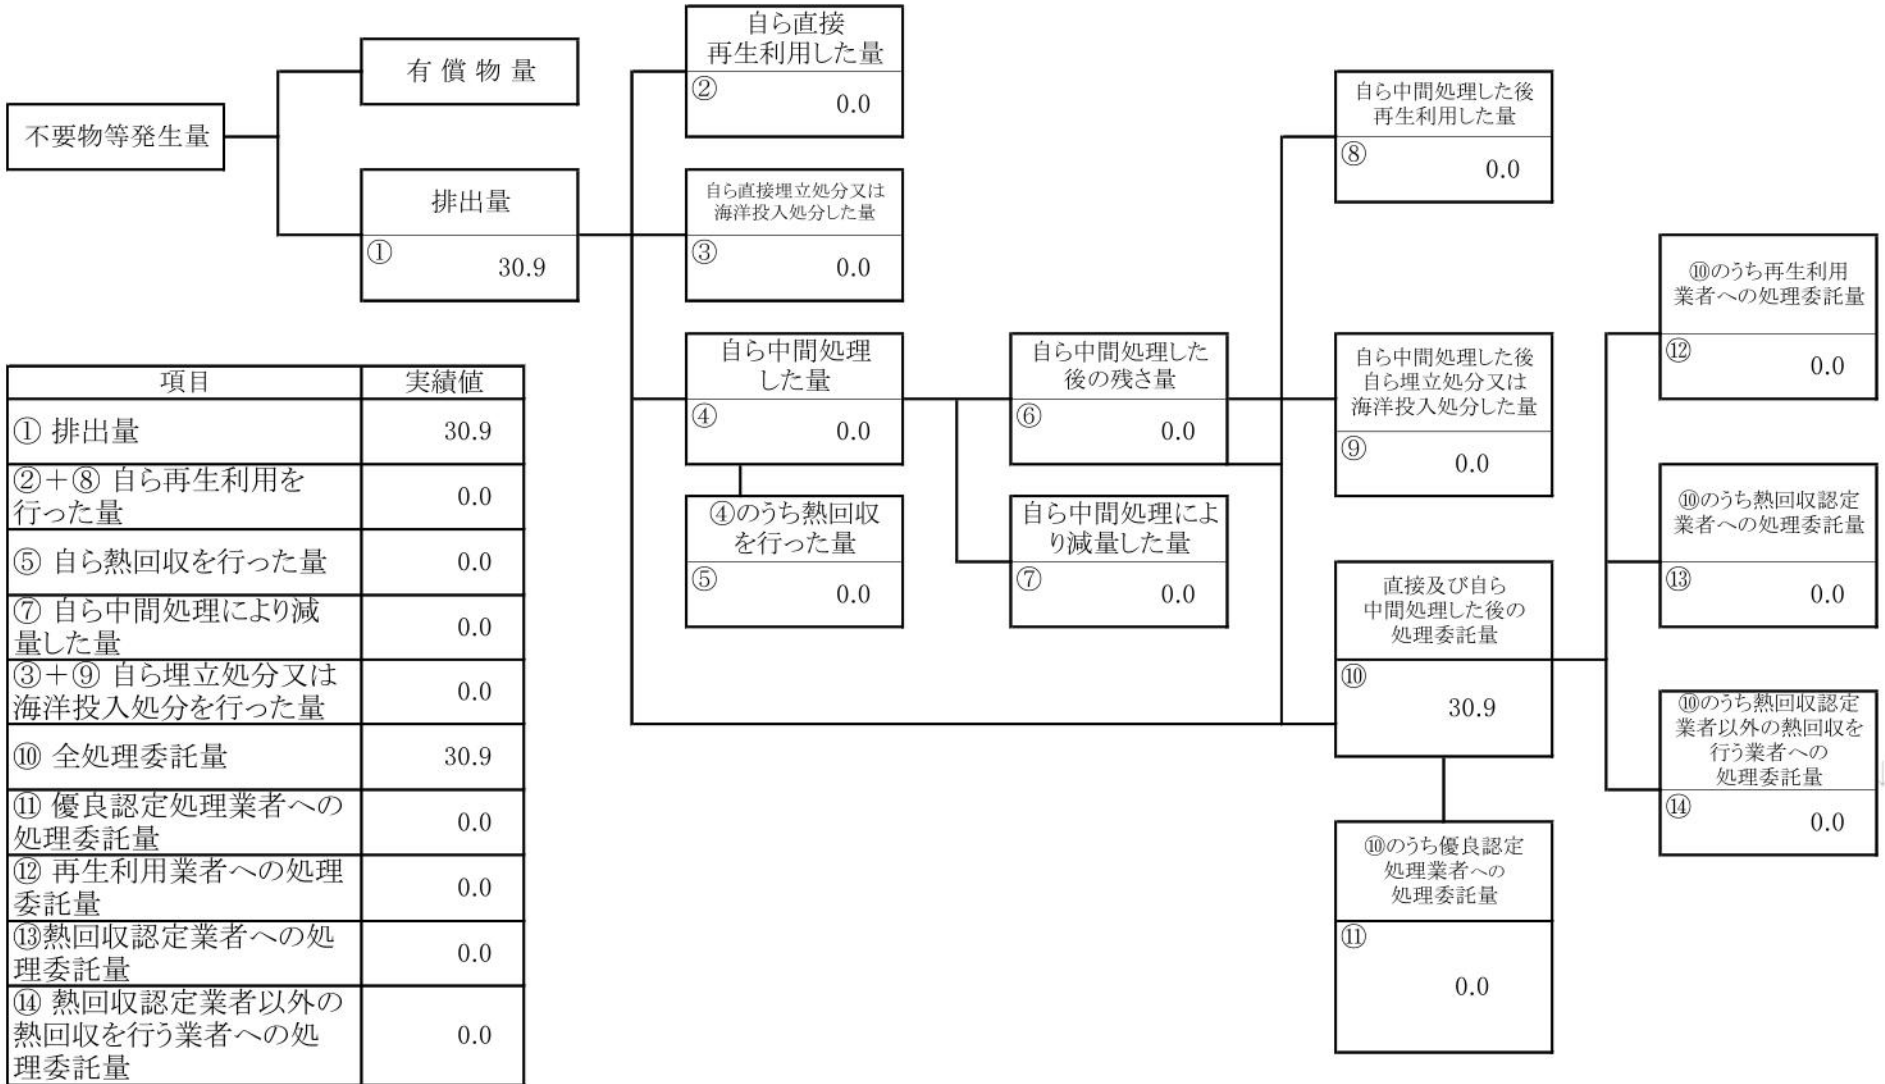 不要物等発生量
有償物量
排出量
①
30.9
自ら直接
再生利用した量
②
0.0
自ら直接埋立処分又は
海洋投入処分した量
③
0.0
自ら中間処理
した量
④
0.0
④のうち熱回収
を行った量
⑤
0.0
自ら中間処理した
後の残さ量
⑥
0.0
自ら中間処理によ
り減量した量
⑦
0.0
自ら中間処理した後
再生利用した量
⑧
0.0
自ら中間処理した後
自ら埋立処分又は
海洋投入処分した量
⑨
0.0
直接及び自ら
中間処理した後の
処理委託量
⑩
30.9
⑩のうち優良認定
処理業者への
処理委託量
⑪
0.0
⑩のうち再生利用
業者への処理委託量
⑫
0.0
⑩のうち熱回収認定
業者への処理委託量
⑬
0.0
⑩のうち熱回収認定
業者以外の熱回収を
行う業者への
処理委託量
⑭
0.0
項目 実績値
① 排出量 30.9
②＋⑧ 自ら再生利用を
行った量 0.0
⑤ 自ら熱回収を行った量 0.0
⑦ 自ら中間処理により減
量した量 0.0
③＋⑨ 自ら埋立処分又は
海洋投入処分を行った量 0.0
⑩ 全処理委託量 30.9
⑪ 優良認定処理業者への
処理委託量 0.0
⑫ 再生利用業者への処理
委託量 0.0
⑬熱回収認定業者への処
理委託量 0.0
⑭ 熱回収認定業者以外の
熱回収を行う業者への処
理委託量 0.0